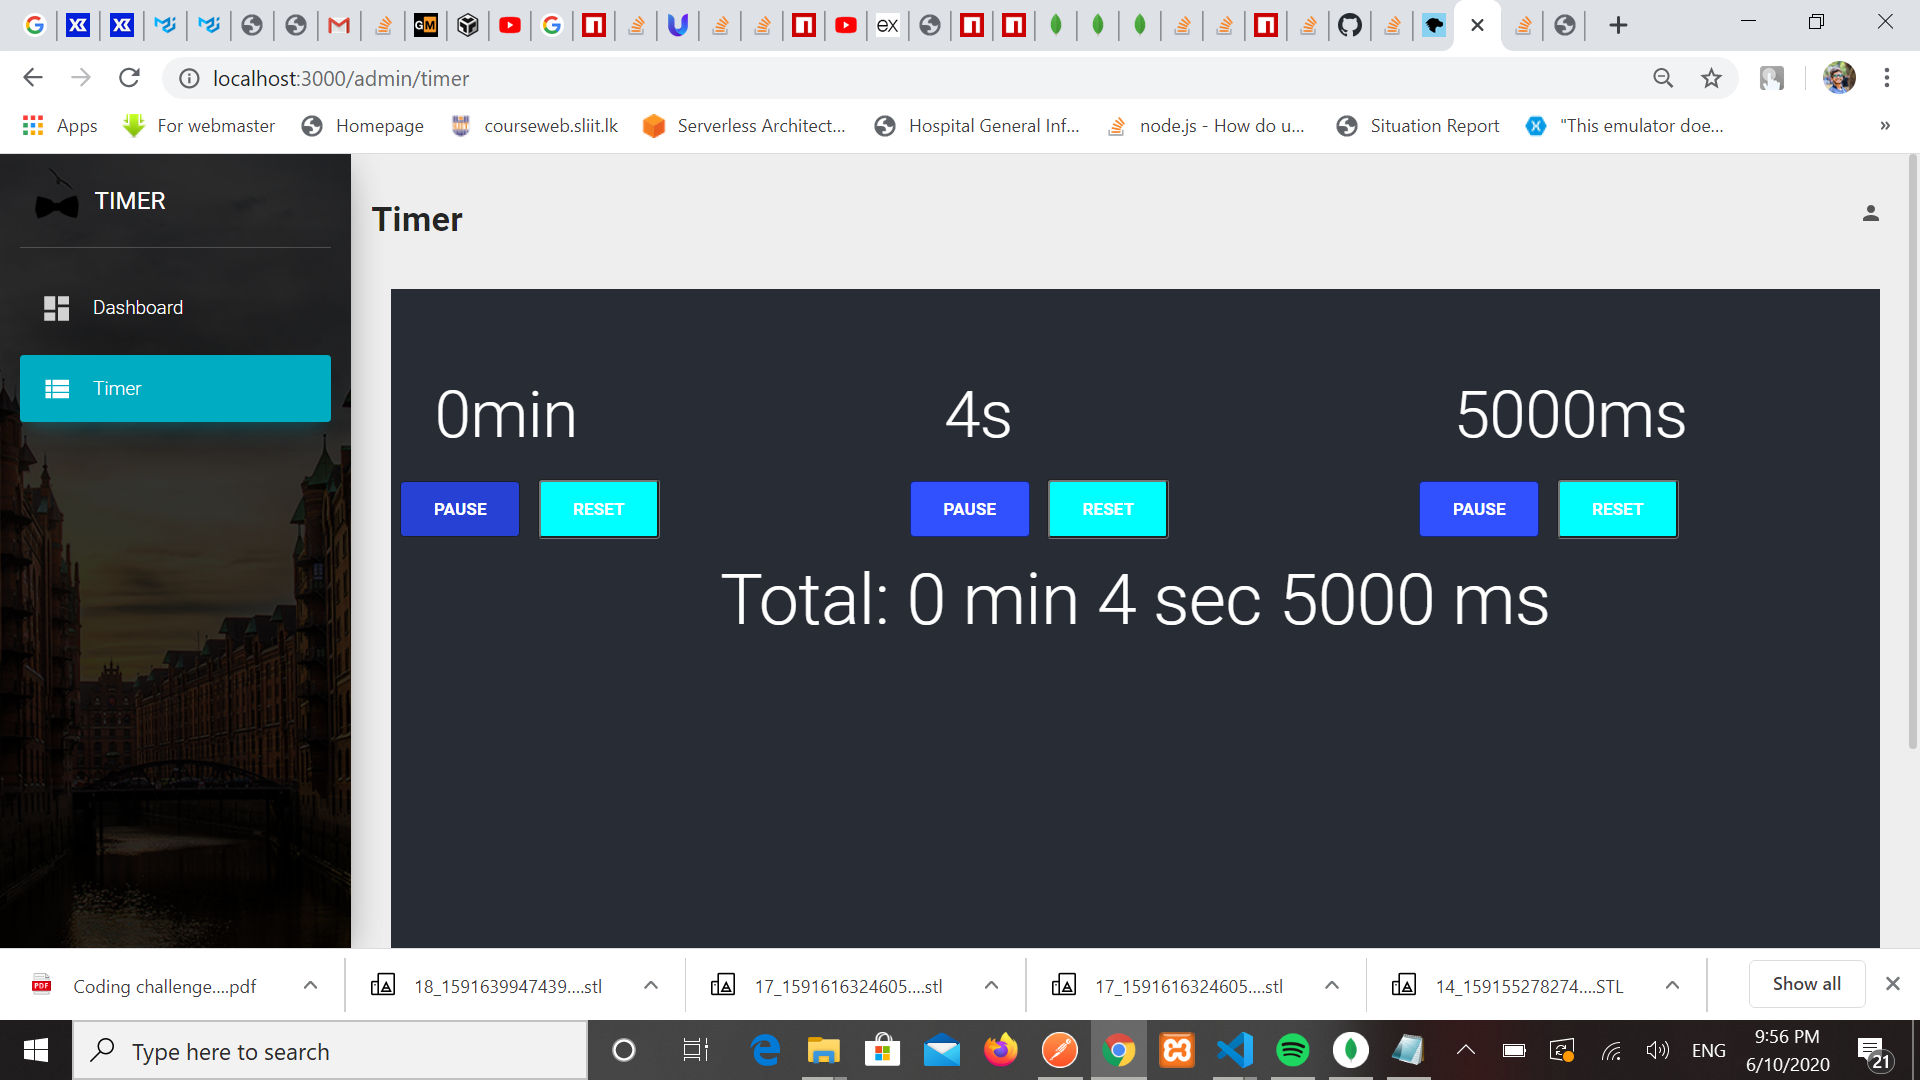 ex
localhost:3000/admin/timer
Apps For webmaster Homepage courseweb.sliit.lk Serverless Architect... Hospital General Inf... node.js - How do u... Situation Report "This emulator doe... »
TIMER
Timer
Dashboard
Timer
0min 4s 5000ms
PAUSE RESET PAUSE RESET PAUSE RESET
Total: 0 min 4 sec 5000 ms
PDF Coding challenge....pdf 18_1591639947439....stl 17_1591616324605....stl 17_1591616324605....stl 14_159155278274....STL Show all
Type here to search
ENG 9:56 PM
6/10/2020
21